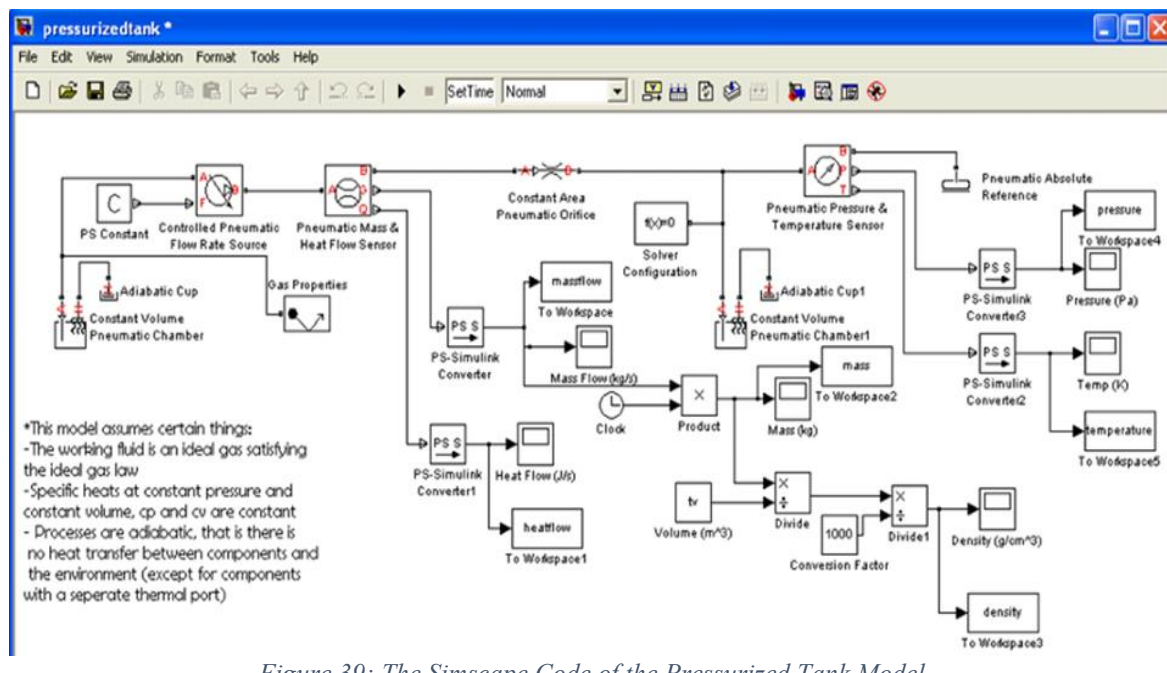 pressurizedtank *
File Edit View Simulation Format Tools Help
SetTime Normal
A
F
B
C
PS Constant
Controlled Pneumatic
Flow Rate Source
A
B
G
Q
Pneumatic Mass &
Heat Flow Sensor
A
B
Constant Area
Pneumatic Orifice
A
B
P
T
Pneumatic Pressure &
Temperature Sensor
Pneumatic Absolute
Reference
pressure
To Workspace4
f(x)=0
Solver
Configuration
Adiabatic Cup
Constant Volume
Pneumatic Chamber
Gas Properties
massflow
To Workspace
PS S
PS-Simulink
Converter
Mass Flow (kg/s)
Adiabatic Cup1
Constant Volume
Pneumatic Chamber1
PS S
PS-Simulink
Converter3
Pressure (Pa)
PS S
PS-Simulink
Converter2
Temp (K)
temperature
To Workspace5
mass
To Workspace2
Clock
×
Product
Mass (kg)
*This model assumes certain things:
-The working fluid is an ideal gas satisfying
the ideal gas law
-Specific heats at constant pressure and
constant volume, cp and cv are constant
- Processes are adiabatic, that is there is
no heat transfer between components and
the environment (except for components
with a seperate thermal port)
PS S
PS-Simulink
Converter1
Heat Flow (J/s)
heatflow
To Workspace1
tv
Volume (m^3)
×
÷
Divide
1000
Conversion Factor
×
÷
Divide1
Density (g/cm^3)
density
To Workspace3
Figure 39: The Simscape Code of the Pressurized Tank Model